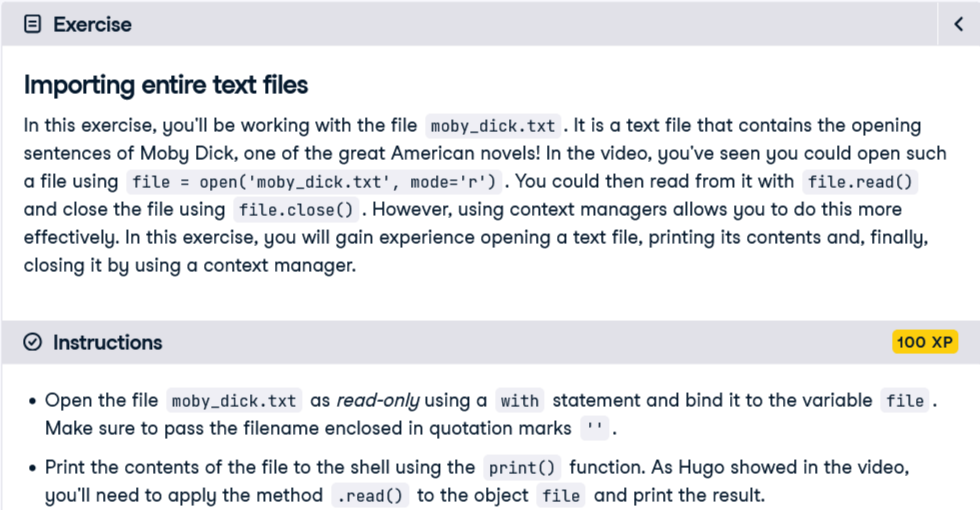 Exercise
Importing entire text files
In this exercise, you'll be working with the file moby_dick.txt. It is a text file that contains the opening
sentences of Moby Dick, one of the great American novels! In the video, you've seen you could open such
a file using file = open('moby_dick.txt', mode='r'). You could then read from it with file.read()
and close the file using file.close(). However, using context managers allows you to do this more
effectively. In this exercise, you will gain experience opening a text file, printing its contents and, finally,
closing it by using a context manager.
Instructions
100 XP
• Open the file moby_dick.txt as read-only using a with statement and bind it to the variable file.
Make sure to pass the filename enclosed in quotation marks ''.
• Print the contents of the file to the shell using the print() function. As Hugo showed in the video,
you'll need to apply the method .read() to the object file and print the result.